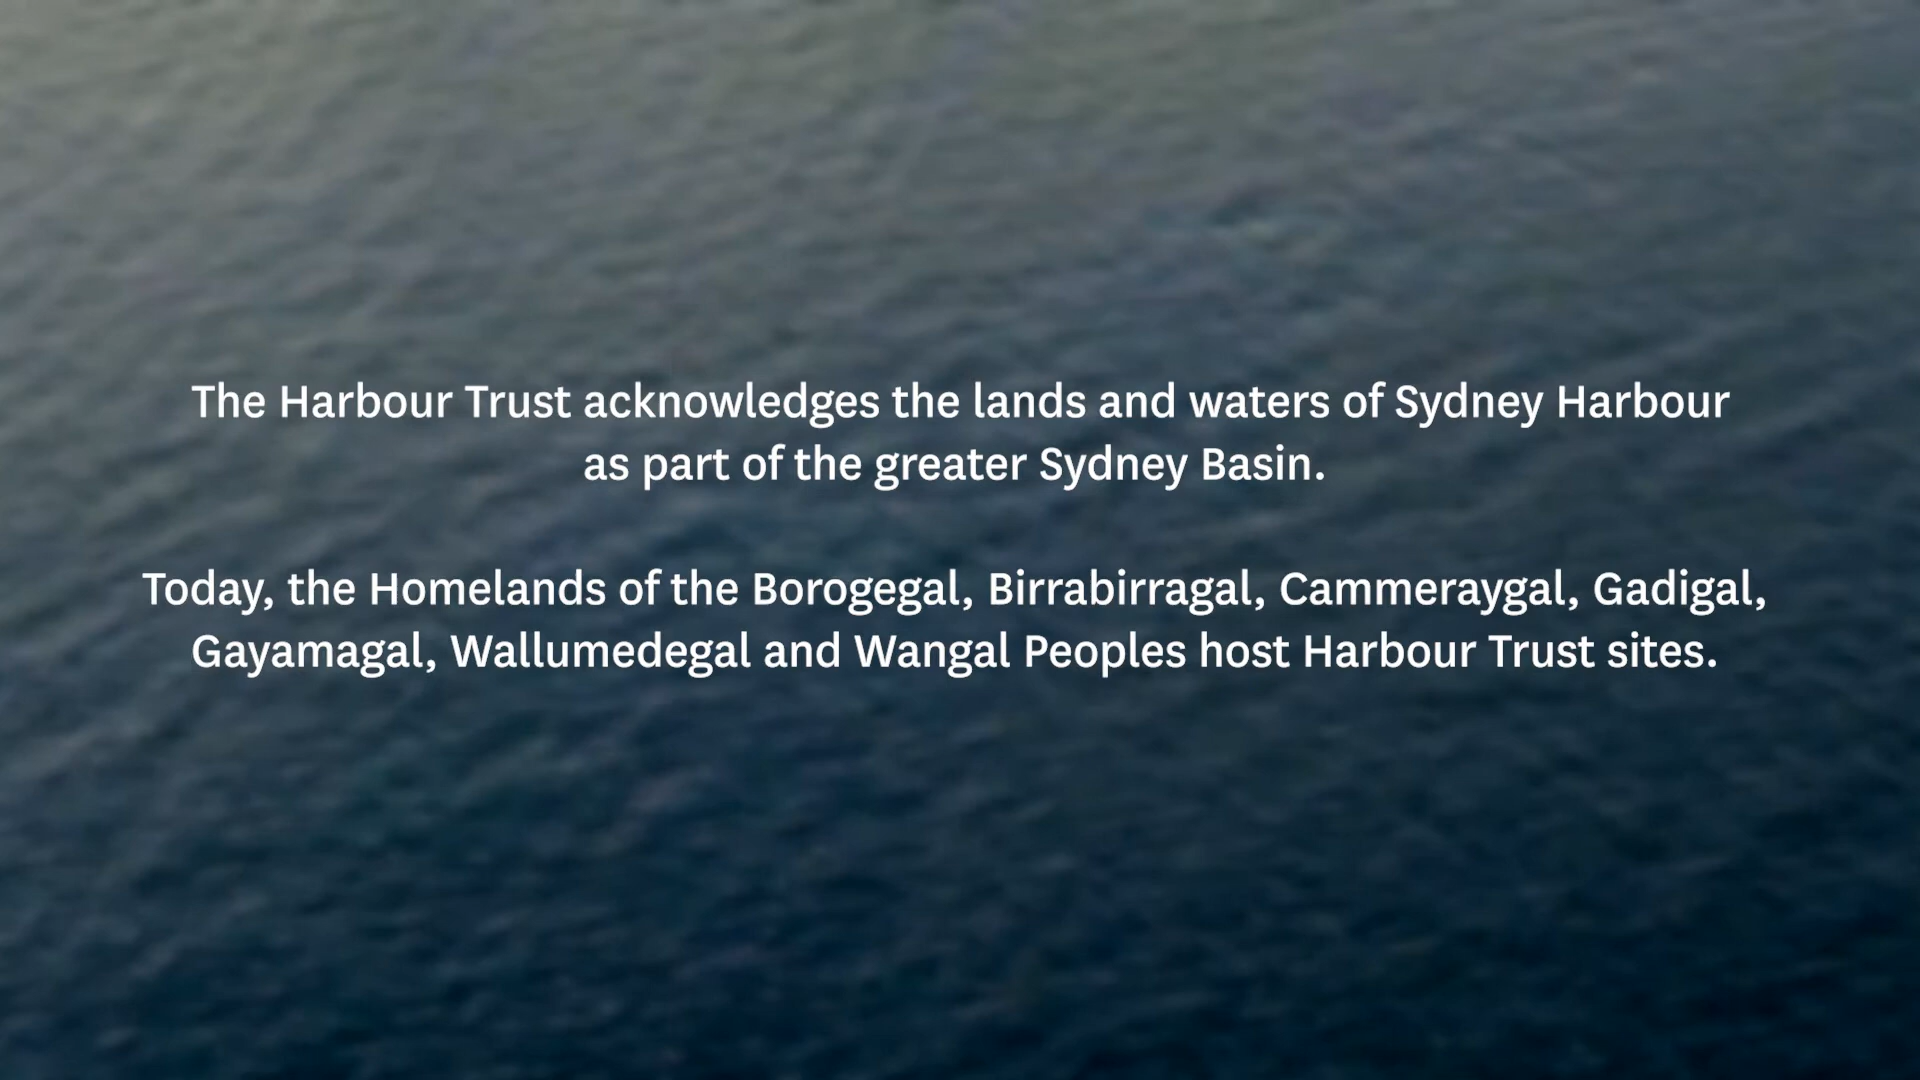 The Harbour Trust acknowledges the lands and waters of Sydney Harbour
as part of the greater Sydney Basin.
Today, the Homelands of the Borogegal, Birrabirragal, Cammeraygal, Gadigal,
Gayamagal, Wallumedegal and Wangal Peoples host Harbour Trust sites.